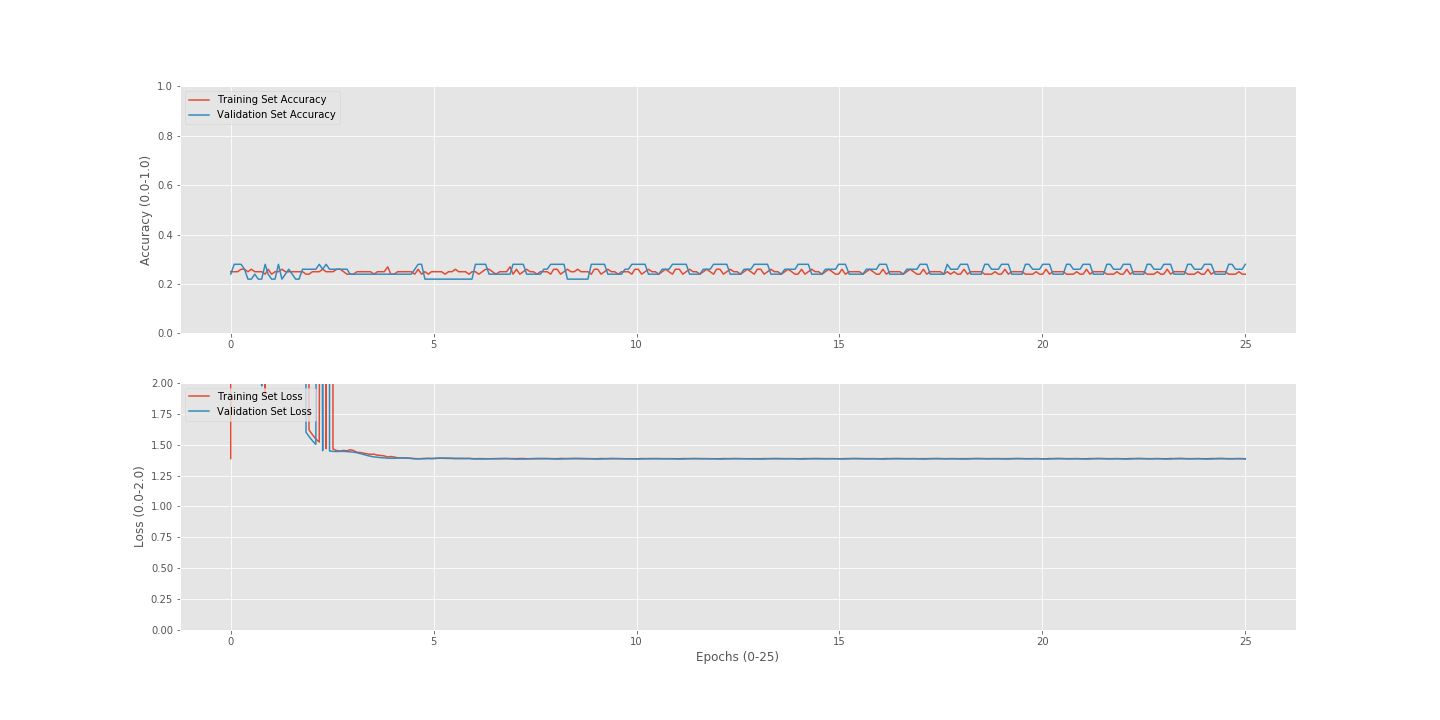 1.0
Training Set Accuracy
Validation Set Accuracy
0.8
0.6
0.4
0.2
0.0
Accuracy (0.0-1.0)
0 5 10 15 20 25
2.00
Training Set Loss
1.75
Validation Set Loss
1.50
1.25
1.00
0.75
0.50
0.25
0.00
Loss (0.0-2.0)
0 5 10 15 20 25
Epochs (0-25)